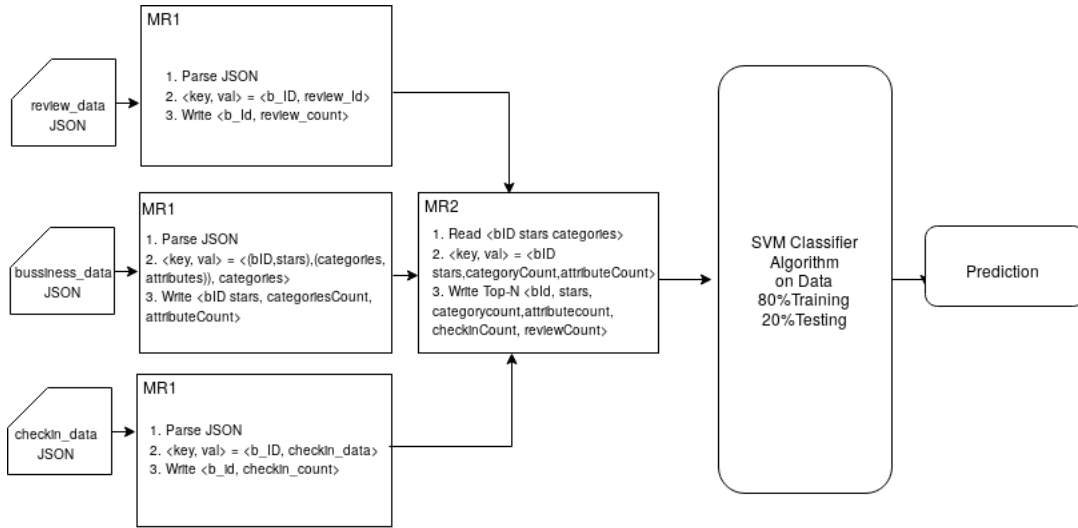 review_data
JSON
MR1
1. Parse JSON
2. <key, val> = <b_ID, review_Id>
3. Write <b_Id, review_count>
bussiness_data
JSON
MR1
1. Parse JSON
2. <key, val> = <(bID,stars),(categories,
attributes)), categories>
3. Write <bID stars, categoriesCount,
attributeCount>
checkin_data
JSON
MR1
1. Parse JSON
2. <key, val> = <b_ID, checkin_data>
3. Write <b_id, checkin_count>
MR2
1. Read <bID stars categories>
2. <key, val> = <bID
stars,categoryCount,attributeCount>
3. Write Top-N <bId, stars,
categorycount,attributecount,
checkinCount, reviewCount>
SVM Classifier
Algorithm
on Data
80%Training
20%Testing
Prediction